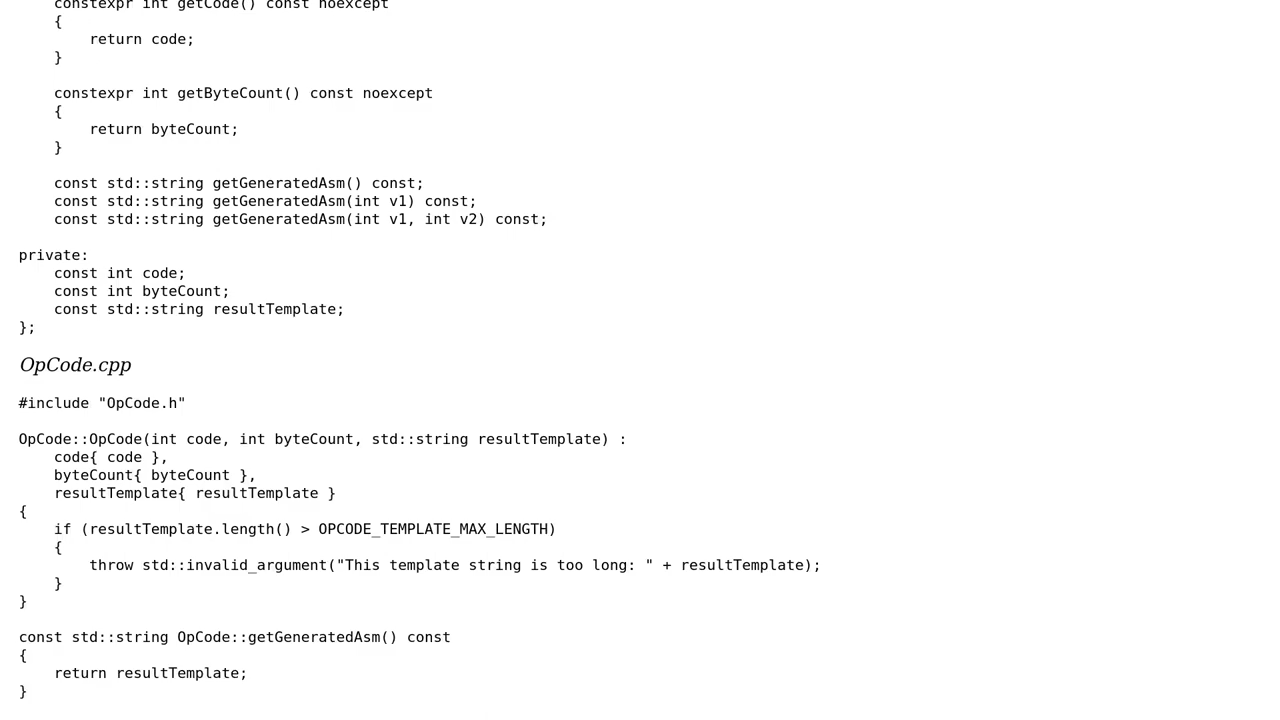 constexpr int getCode() const noexcept
{
return code;
}
constexpr int getByteCount() const noexcept
{
return byteCount;
}
const std::string getGeneratedAsm() const;
const std::string getGeneratedAsm(int v1) const;
const std::string getGeneratedAsm(int v1, int v2) const;
private:
const int code;
const int byteCount;
const std::string resultTemplate;
};
OpCode.cpp
#include "OpCode.h"
OpCode::OpCode(int code, int byteCount, std::string resultTemplate) :
code{ code },
byteCount{ byteCount },
resultTemplate{ resultTemplate }
{
if (resultTemplate.length() > OPCODE_TEMPLATE_MAX_LENGTH)
{
throw std::invalid_argument("This template string is too long: " + resultTemplate);
}
}
const std::string OpCode::getGeneratedAsm() const
{
return resultTemplate;
}